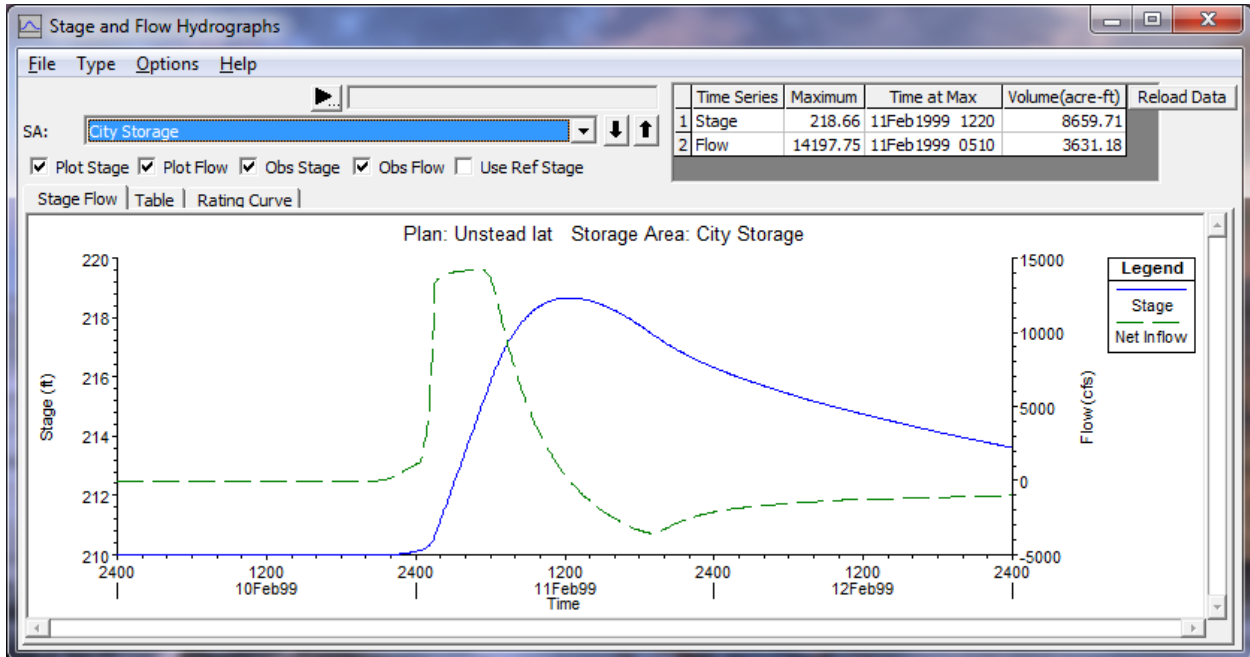 Stage and Flow Hydrographs
File Type Options Help
SA: City Storage
Plot Stage Plot Flow Obs Stage Obs Flow Use Ref Stage
Time Series Maximum Time at Max Volume(acre-ft)
1 Stage 218.66 11Feb1999 1220 8659.71
2 Flow 14197.75 11Feb1999 0510 3631.18
Reload Data
Stage Flow Table Rating Curve
Plan: Unstead lat Storage Area: City Storage
220
218
216
214
212
210
Stage (ft)
15000
10000
5000
0
-5000
Flow (cfs)
Legend
Stage
Net Inflow
2400 1200 2400 1200 2400 1200 2400
10Feb99 11Feb99 12Feb99
Time